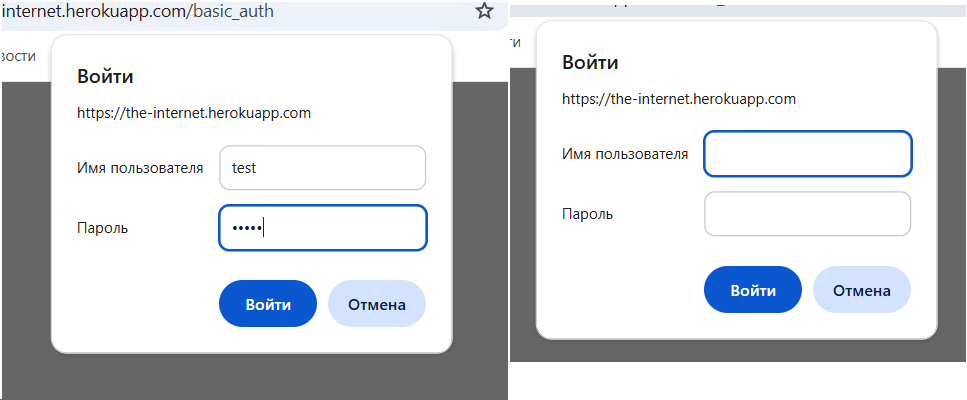 internet.herokuapp.com/basic_auth
вости
Войти
https://the-internet.herokuapp.com
Имя пользователя
test
Пароль
•••••
Войти
Отмена
ти
Войти
https://the-internet.herokuapp.com
Имя пользователя
Пароль
Войти
Отмена